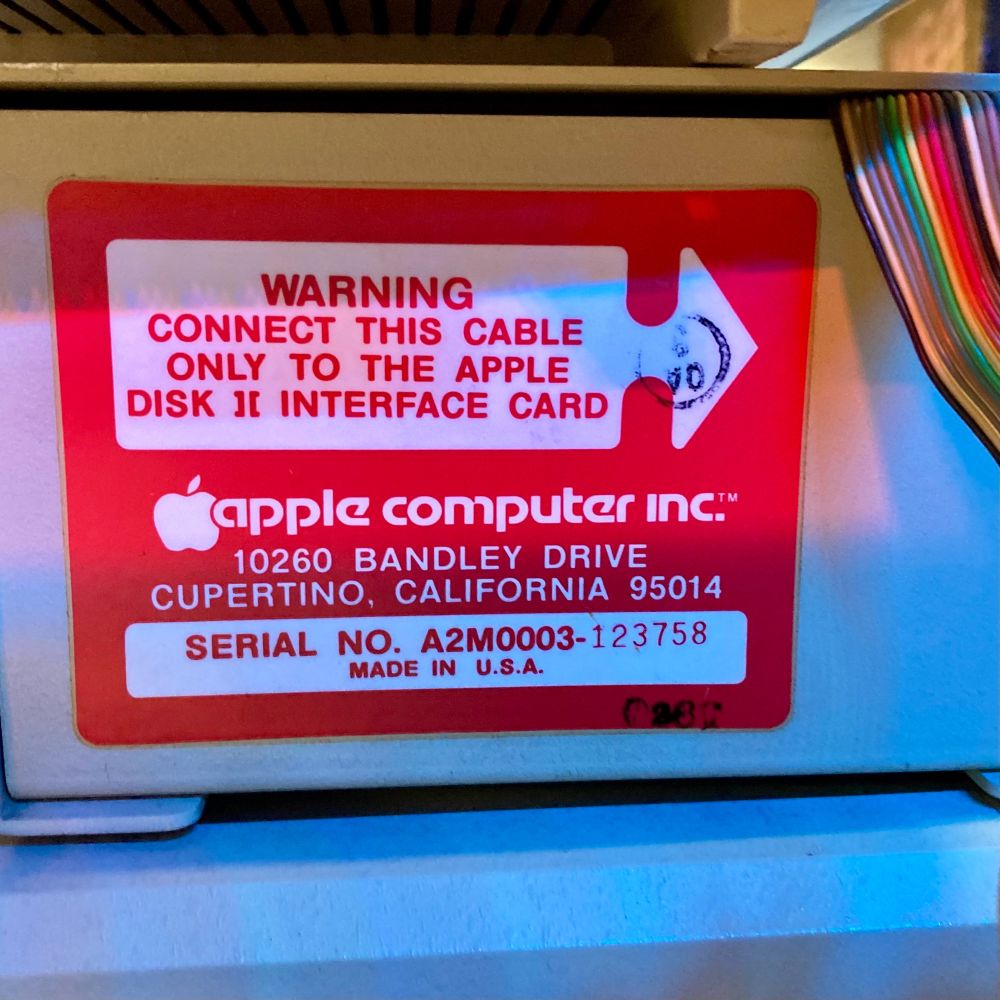 WARNING
CONNECT THIS CABLE
ONLY TO THE APPLE
DISK ][ INTERFACE CARD
apple computer inc.™
10260 BANDLEY DRIVE
CUPERTINO, CALIFORNIA 95014
SERIAL NO. A2M0003-123758
MADE IN U.S.A.